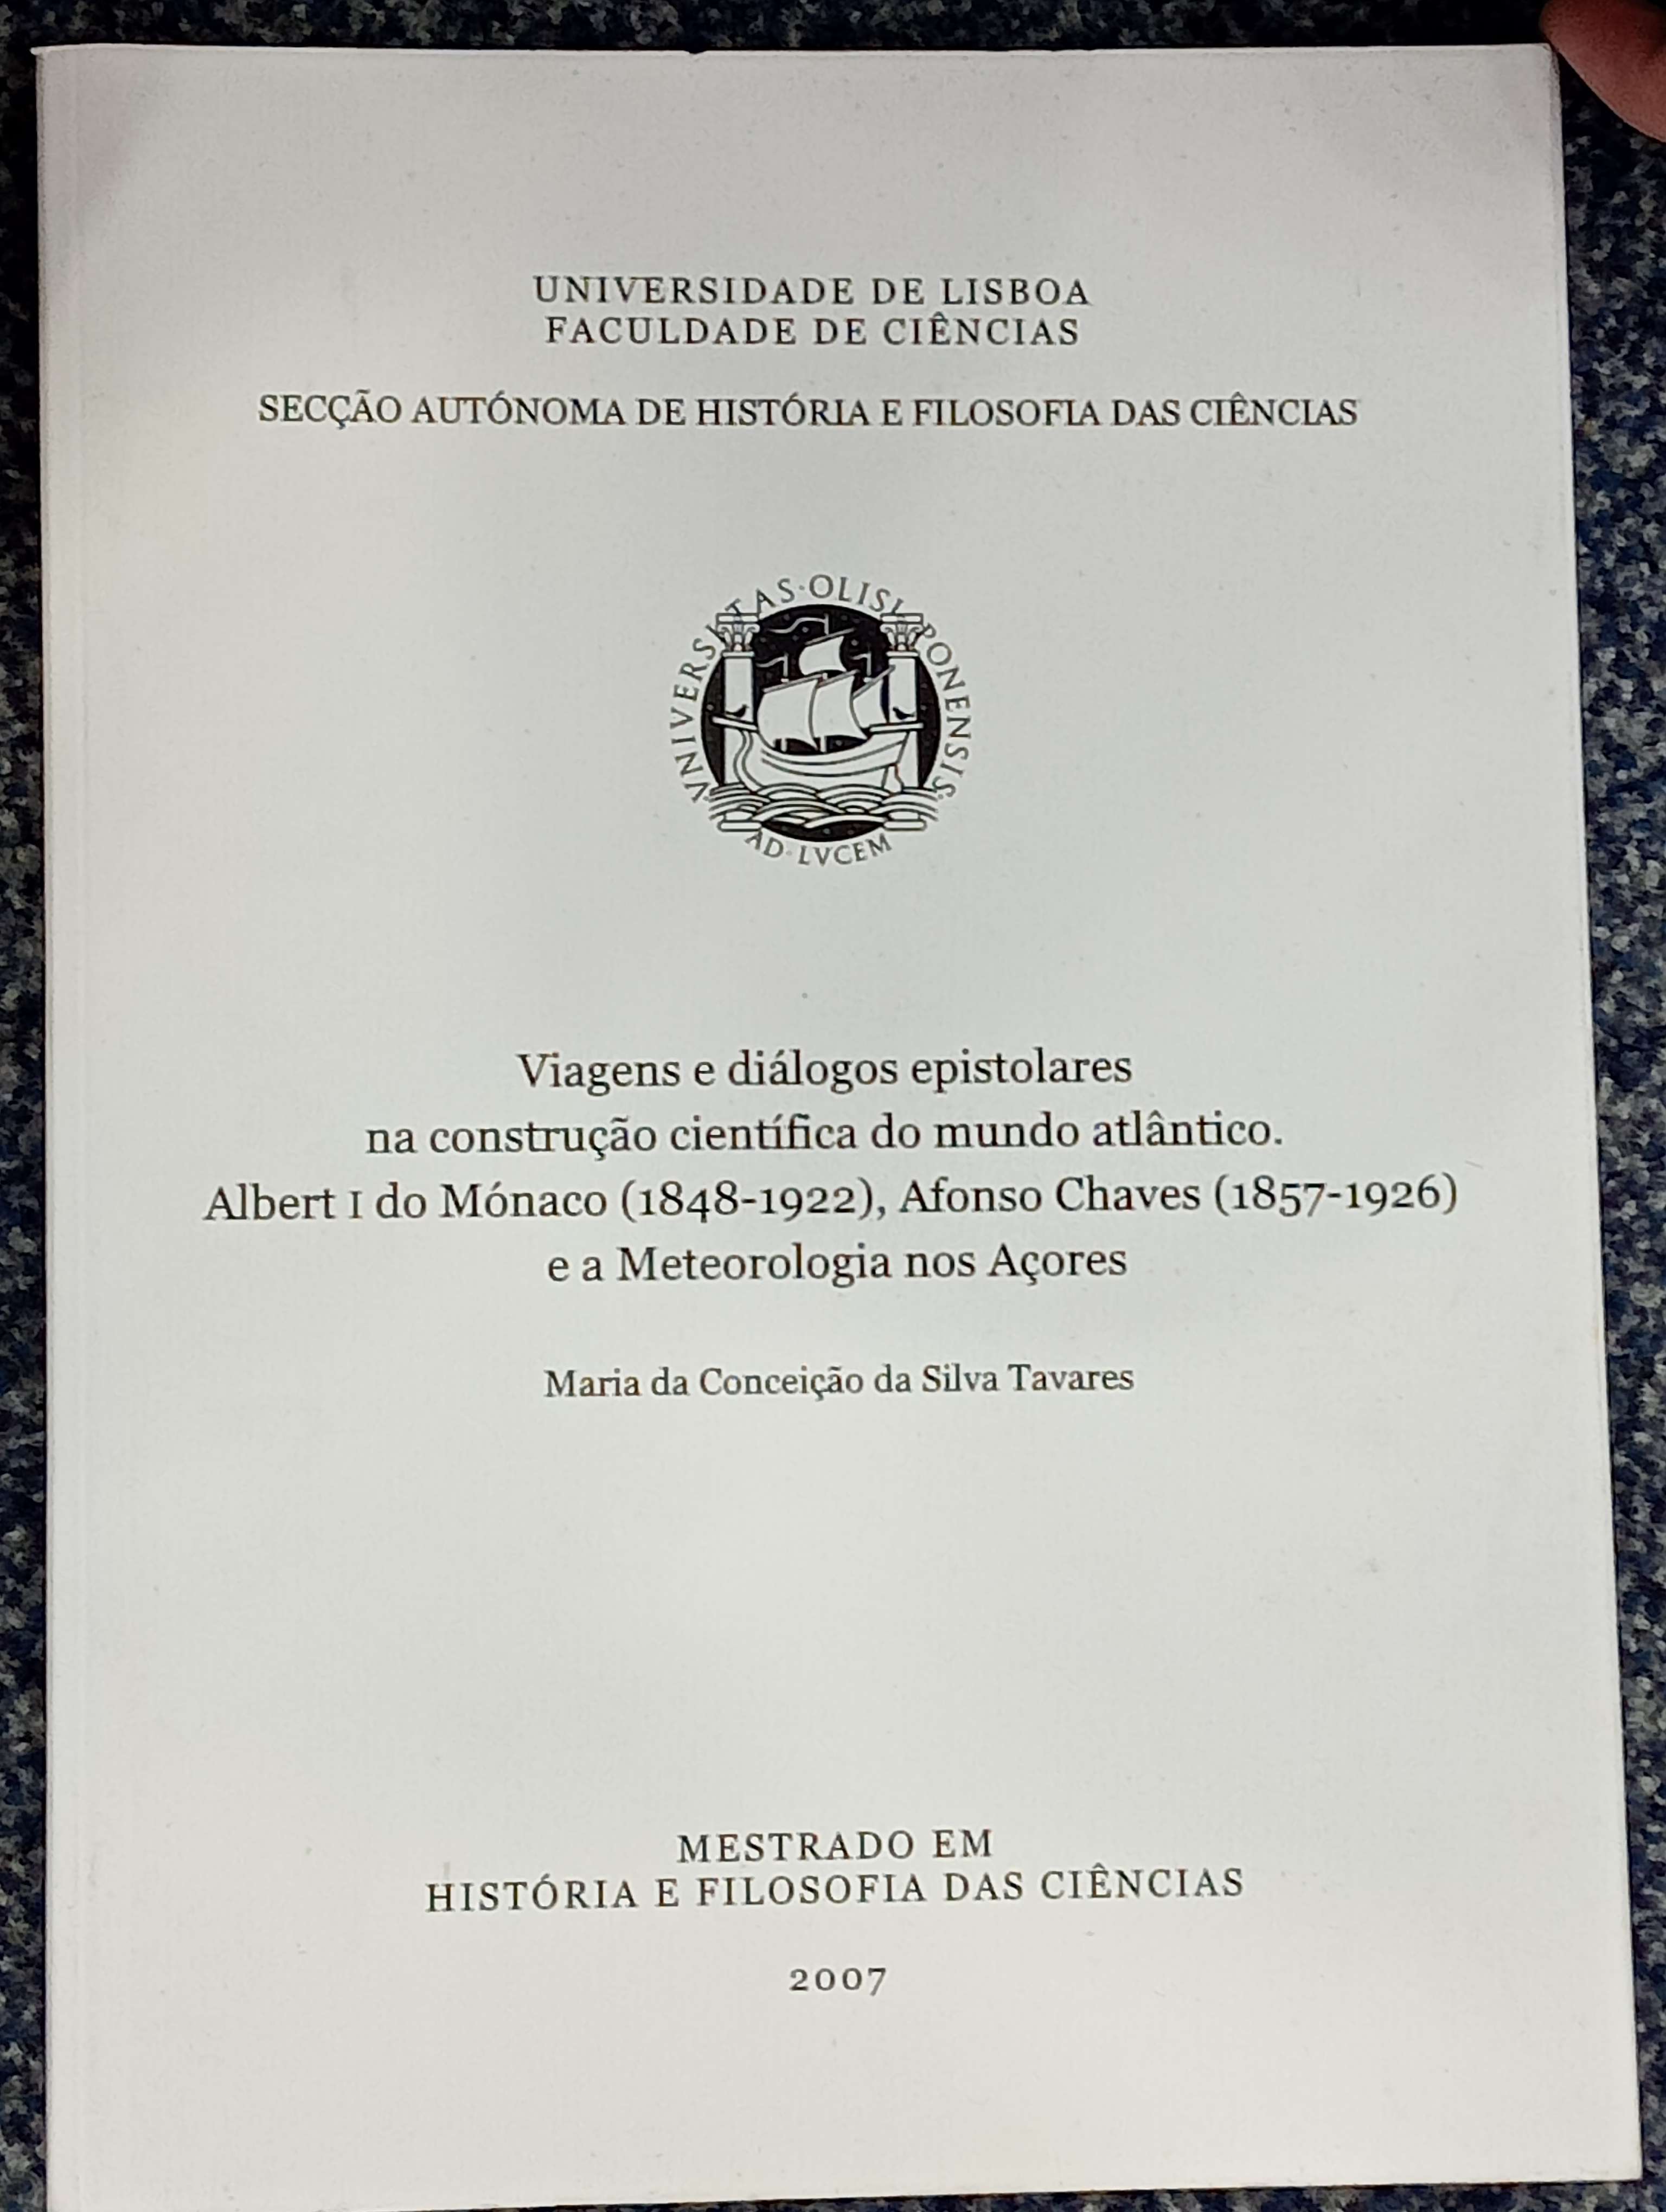 UNIVERSIDADE DE LISBOA
FACULDADE DE CIÊNCIAS
SECÇÃO AUTÓNOMA DE HISTÓRIA E FILOSOFIA DAS CIÊNCIAS
VNIVERSITAS·OLISIPONENSIS
AD·LVCEM
Viagens e diálogos epistolares
na construção científica do mundo atlântico.
Albert I do Mónaco (1848-1922), Afonso Chaves (1857-1926)
e a Meteorologia nos Açores
Maria da Conceição da Silva Tavares
MESTRADO EM
HISTÓRIA E FILOSOFIA DAS CIÊNCIAS
2007